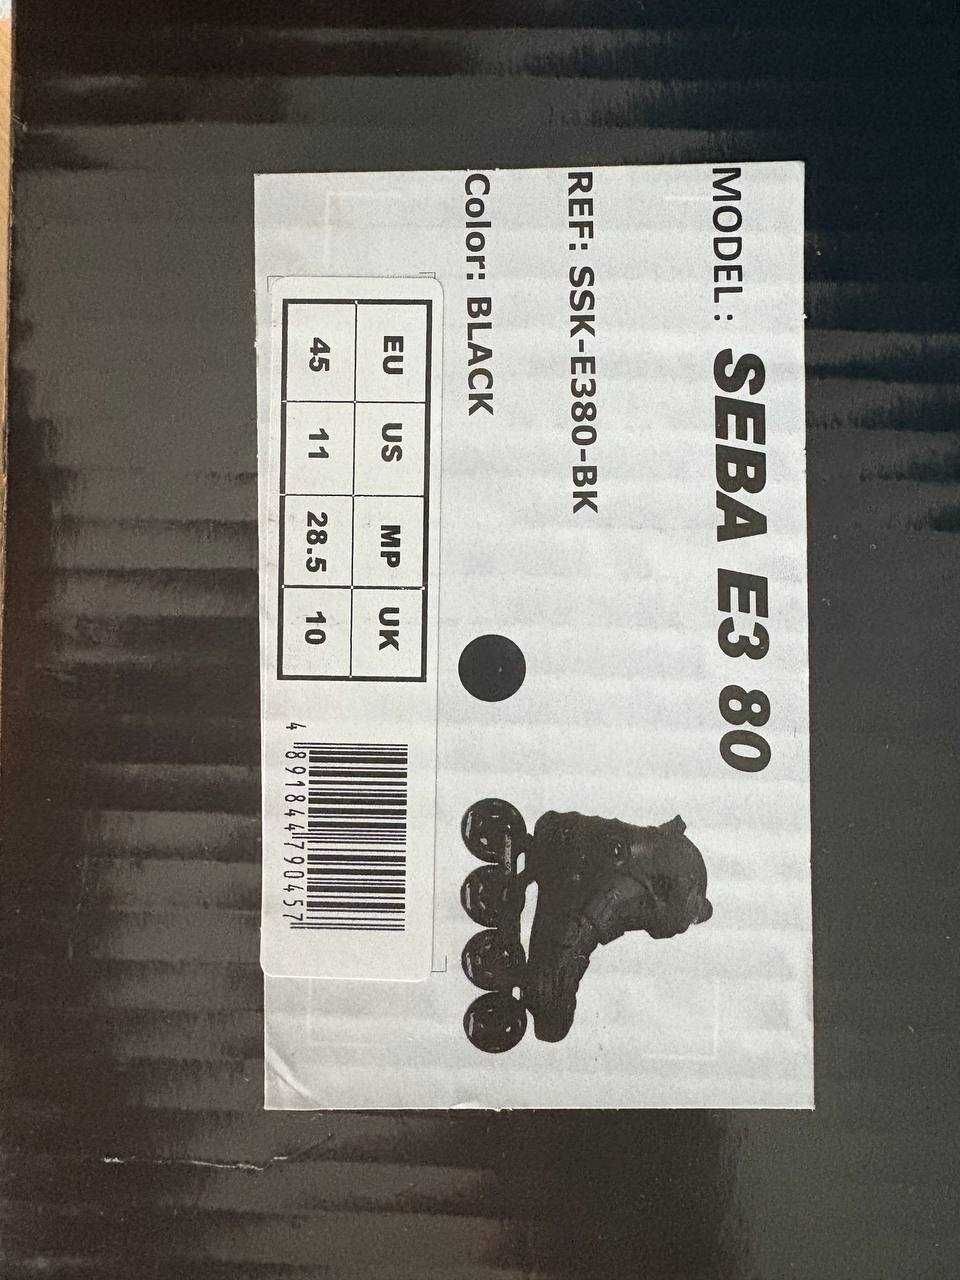 MODEL : SEBA E3 80
REF: SSK-E380-BK
Color: BLACK
EU US MP UK
45 11 28.5 10
4 891844 790457